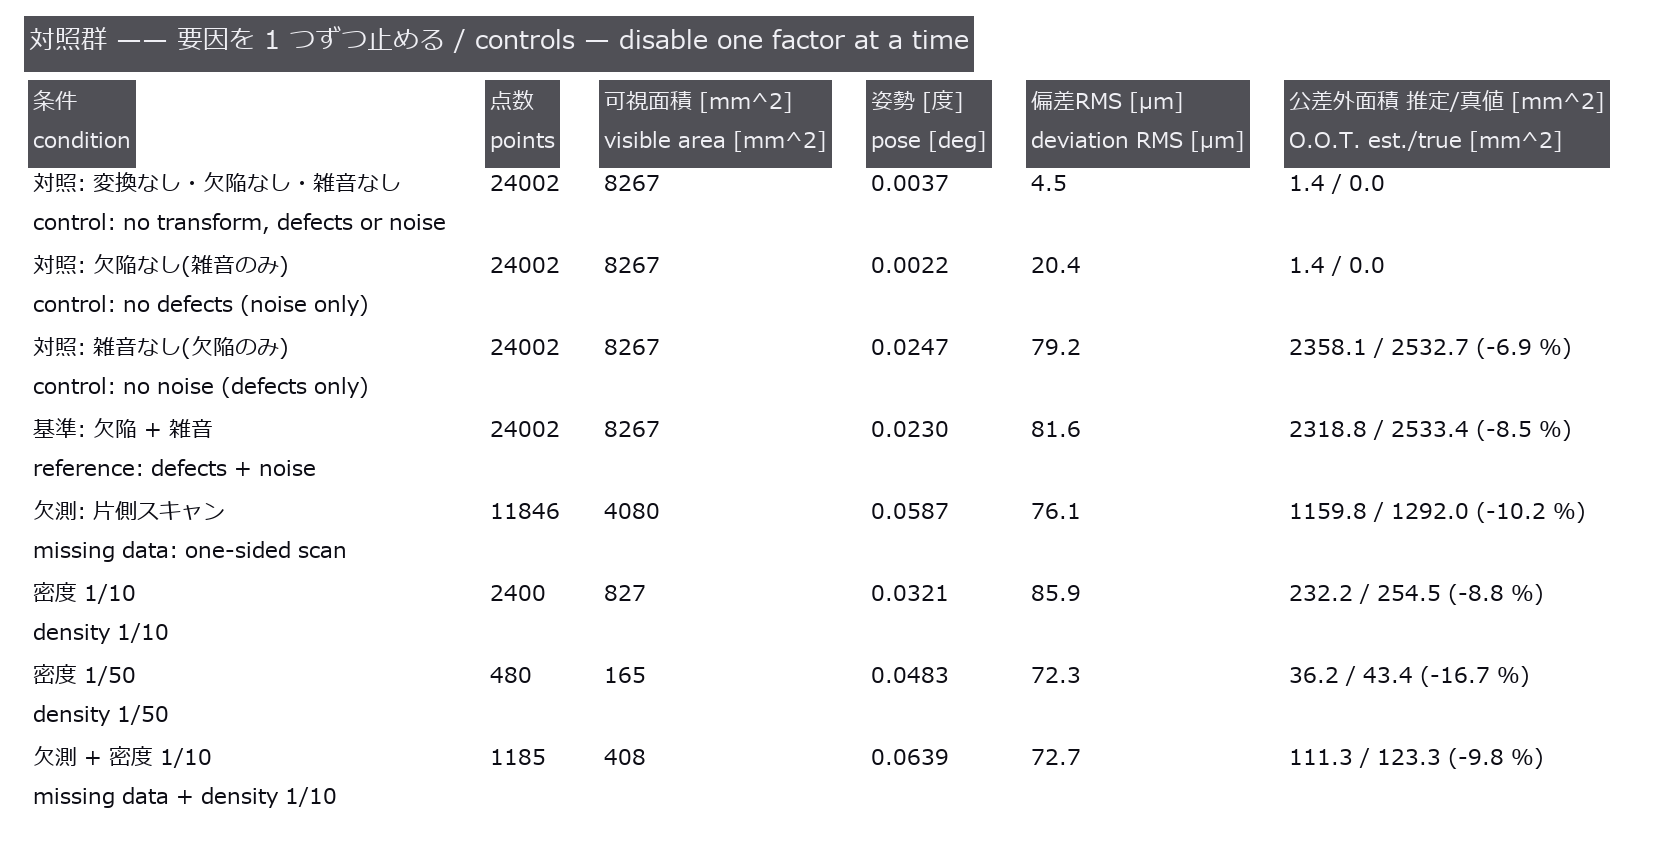 対照群 —— 要因を 1 つずつ止める / controls — disable one factor at a time
条件 点数 可視面積 [mm^2] 姿勢 [度] 偏差RMS [µm] 公差外面積 推定/真値 [mm^2]
condition points visible area [mm^2] pose [deg] deviation RMS [µm] O.O.T. est./true [mm^2]
対照: 変換なし・欠陥なし・雑音なし 24002 8267 0.0037 4.5 1.4 / 0.0
control: no transform, defects or noise
対照: 欠陥なし(雑音のみ) 24002 8267 0.0022 20.4 1.4 / 0.0
control: no defects (noise only)
対照: 雑音なし(欠陥のみ) 24002 8267 0.0247 79.2 2358.1 / 2532.7 (-6.9 %)
control: no noise (defects only)
基準: 欠陥 + 雑音 24002 8267 0.0230 81.6 2318.8 / 2533.4 (-8.5 %)
reference: defects + noise
欠測: 片側スキャン 11846 4080 0.0587 76.1 1159.8 / 1292.0 (-10.2 %)
missing data: one-sided scan
密度 1/10 2400 827 0.0321 85.9 232.2 / 254.5 (-8.8 %)
density 1/10
密度 1/50 480 165 0.0483 72.3 36.2 / 43.4 (-16.7 %)
density 1/50
欠測 + 密度 1/10 1185 408 0.0639 72.7 111.3 / 123.3 (-9.8 %)
missing data + density 1/10